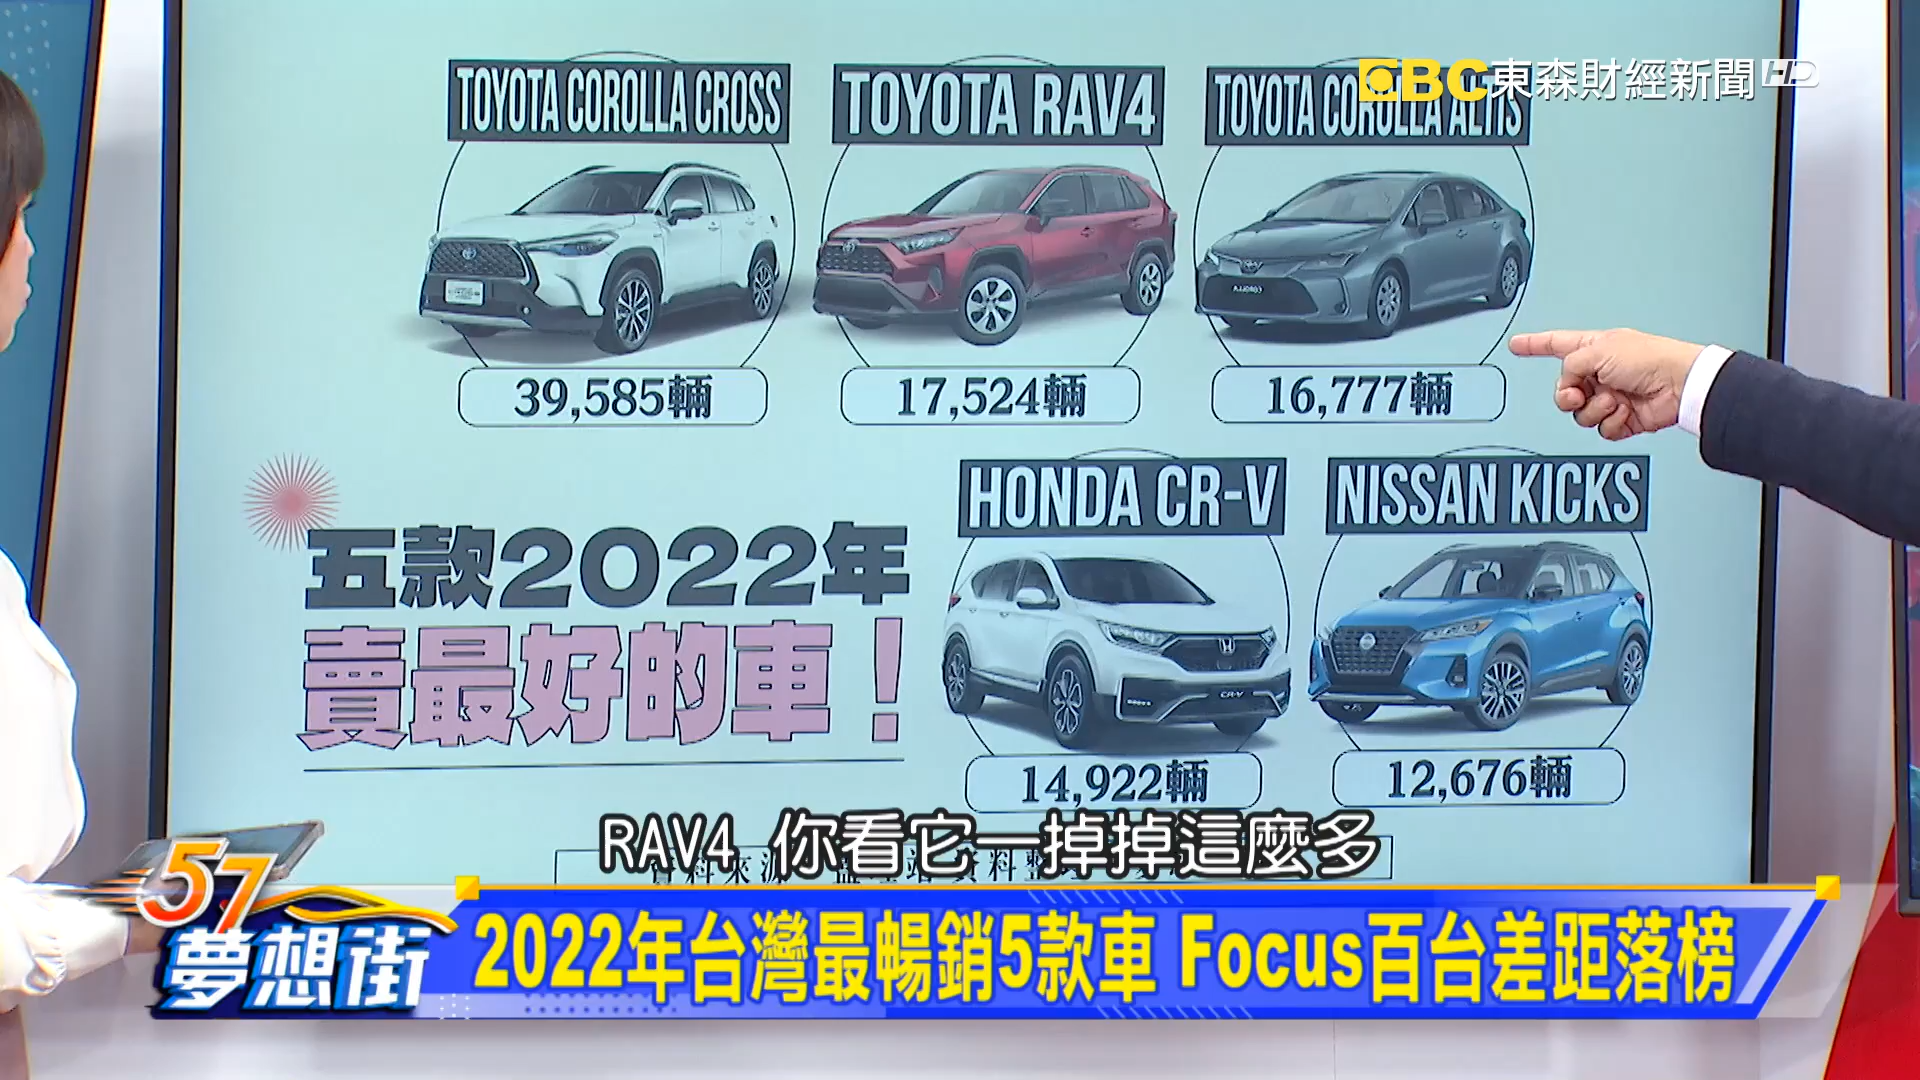 EBC 東森財經新聞 HD
TOYOTA COROLLA CROSS
TOYOTA RAV4
TOYOTA COROLLA ALTIS
39,585輛
17,524輛
16,777輛
HONDA CR-V
NISSAN KICKS
五款2022年
賣最好的車！
CR-V
14,922輛
12,676輛
RAV4 你看它一掉掉這麼多
57
夢想街
2022年台灣最暢銷5款車 Focus百台差距落榜